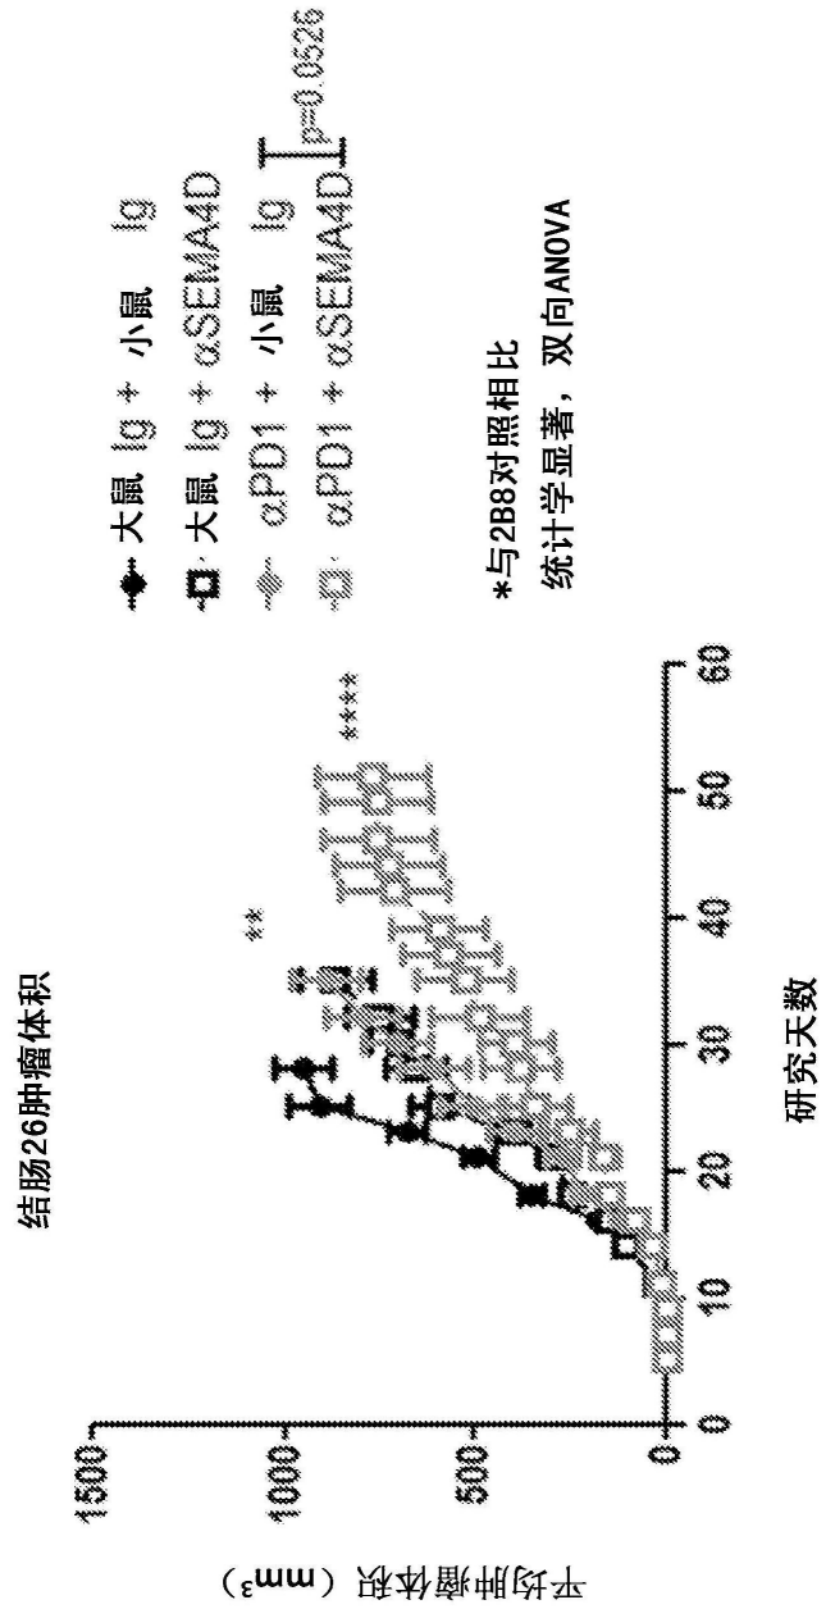 结肠26肿瘤体积
平均肿瘤体积（mm³）
1500
1000
500
0
0 10 20 30 40 50 60
研究天数
** ****
大鼠 Ig + 小鼠 Ig
大鼠 Ig + αSEMA4D
αPD1 + 小鼠 Ig
αPD1 + αSEMA4D
p=0.0526
*与2B8对照相比
统计学显著，双向ANOVA